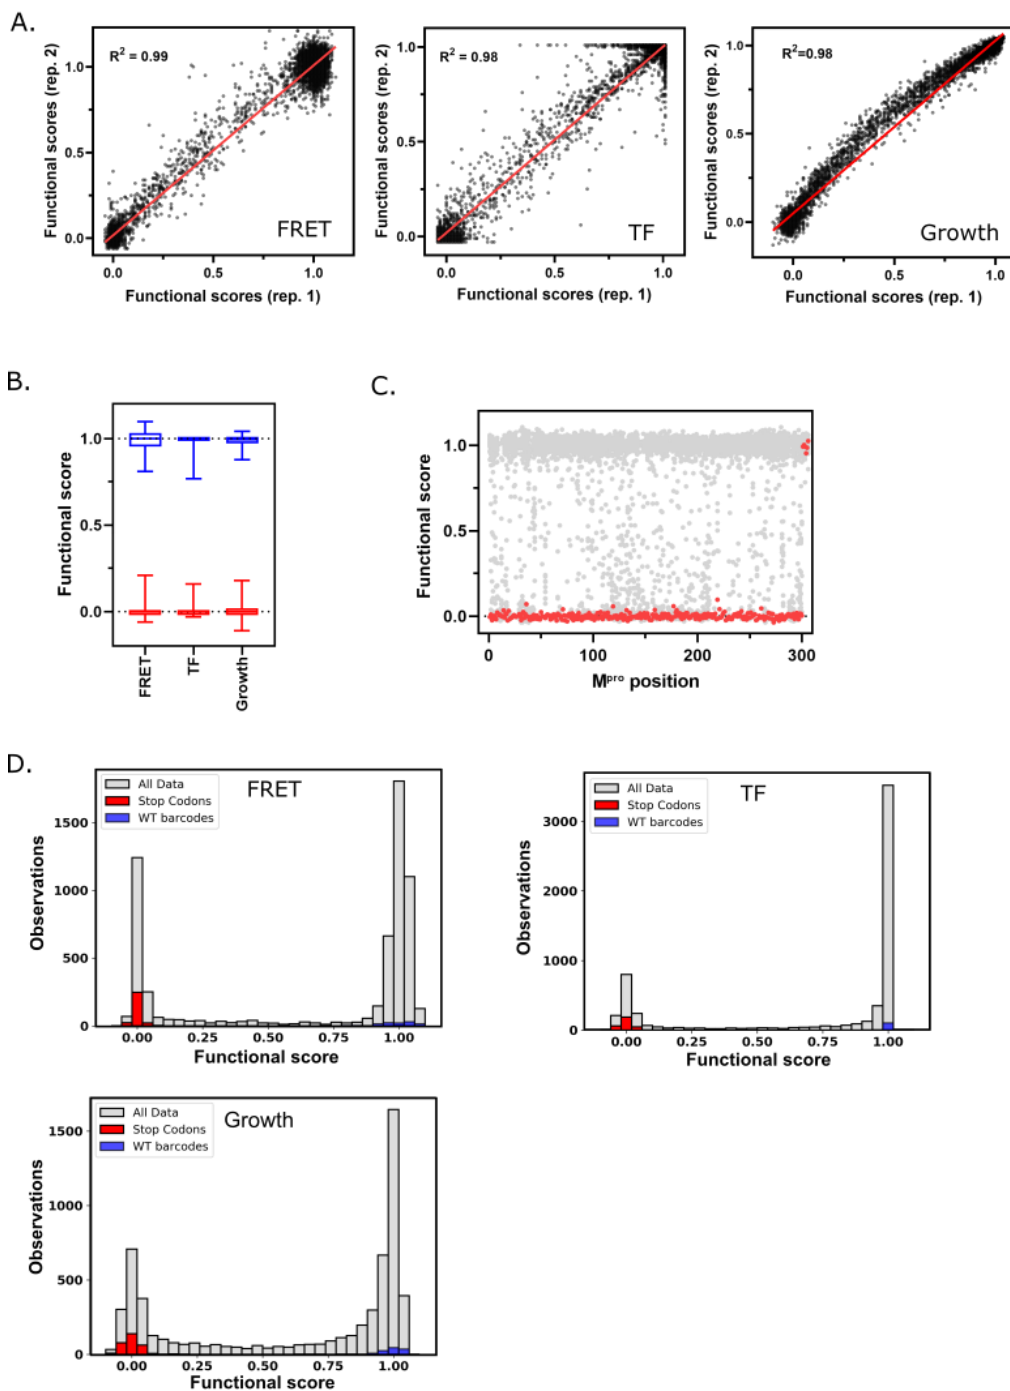 A.
Functional scores (rep. 2)
1.0
0.5
0.0
R² = 0.99
FRET
0.0 0.5 1.0
Functional scores (rep. 1)
Functional scores (rep. 2)
1.0
0.5
0.0
R² = 0.98
TF
0.0 0.5 1.0
Functional scores (rep. 1)
Functional scores (rep. 2)
1.0
0.5
0.0
R²=0.98
Growth
0.0 0.5 1.0
Functional scores (rep. 1)
B.
Functional score
1.0
0.5
0.0
FRET
TF
Growth
C.
Functional score
1.0
0.5
0.0
0 100 200 300
Mᵖʳᵒ position
D.
FRET
All Data
Stop Codons
WT barcodes
Observations
1500
1000
500
0
0.00 0.25 0.50 0.75 1.00
Functional score
TF
All Data
Stop Codons
WT barcodes
Observations
3000
2000
1000
0
0.00 0.25 0.50 0.75 1.00
Functional score
Growth
All Data
Stop Codons
WT barcodes
Observations
1500
1000
500
0
0.00 0.25 0.50 0.75 1.00
Functional score